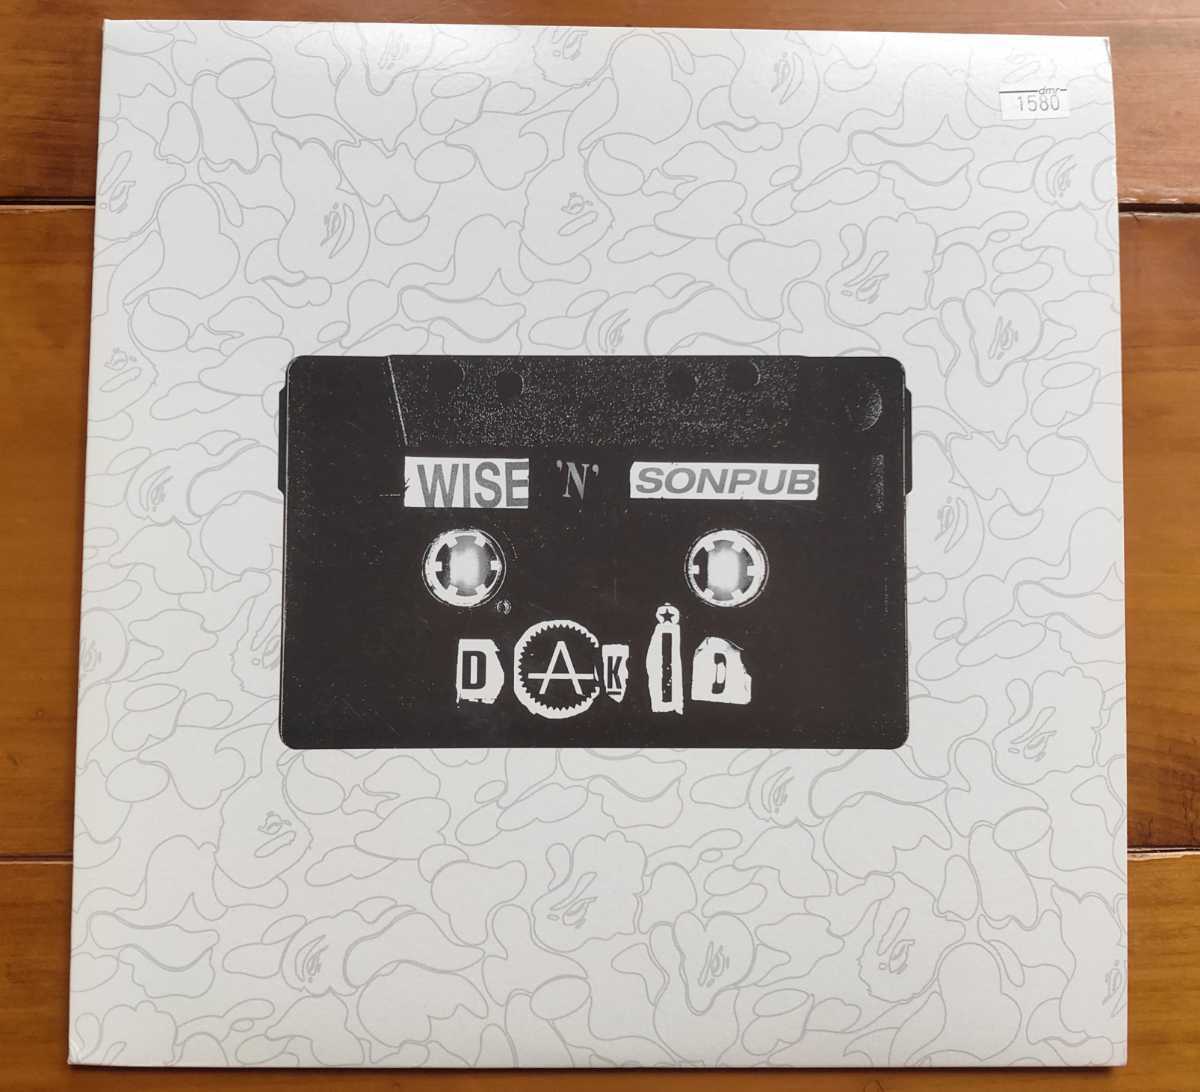 dmr
1580
WISE 'N' SONPUB
DAKID